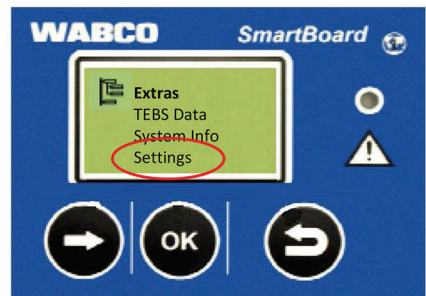 WABCO SmartBoard
Extras
TEBS Data
System Info
Settings
OK